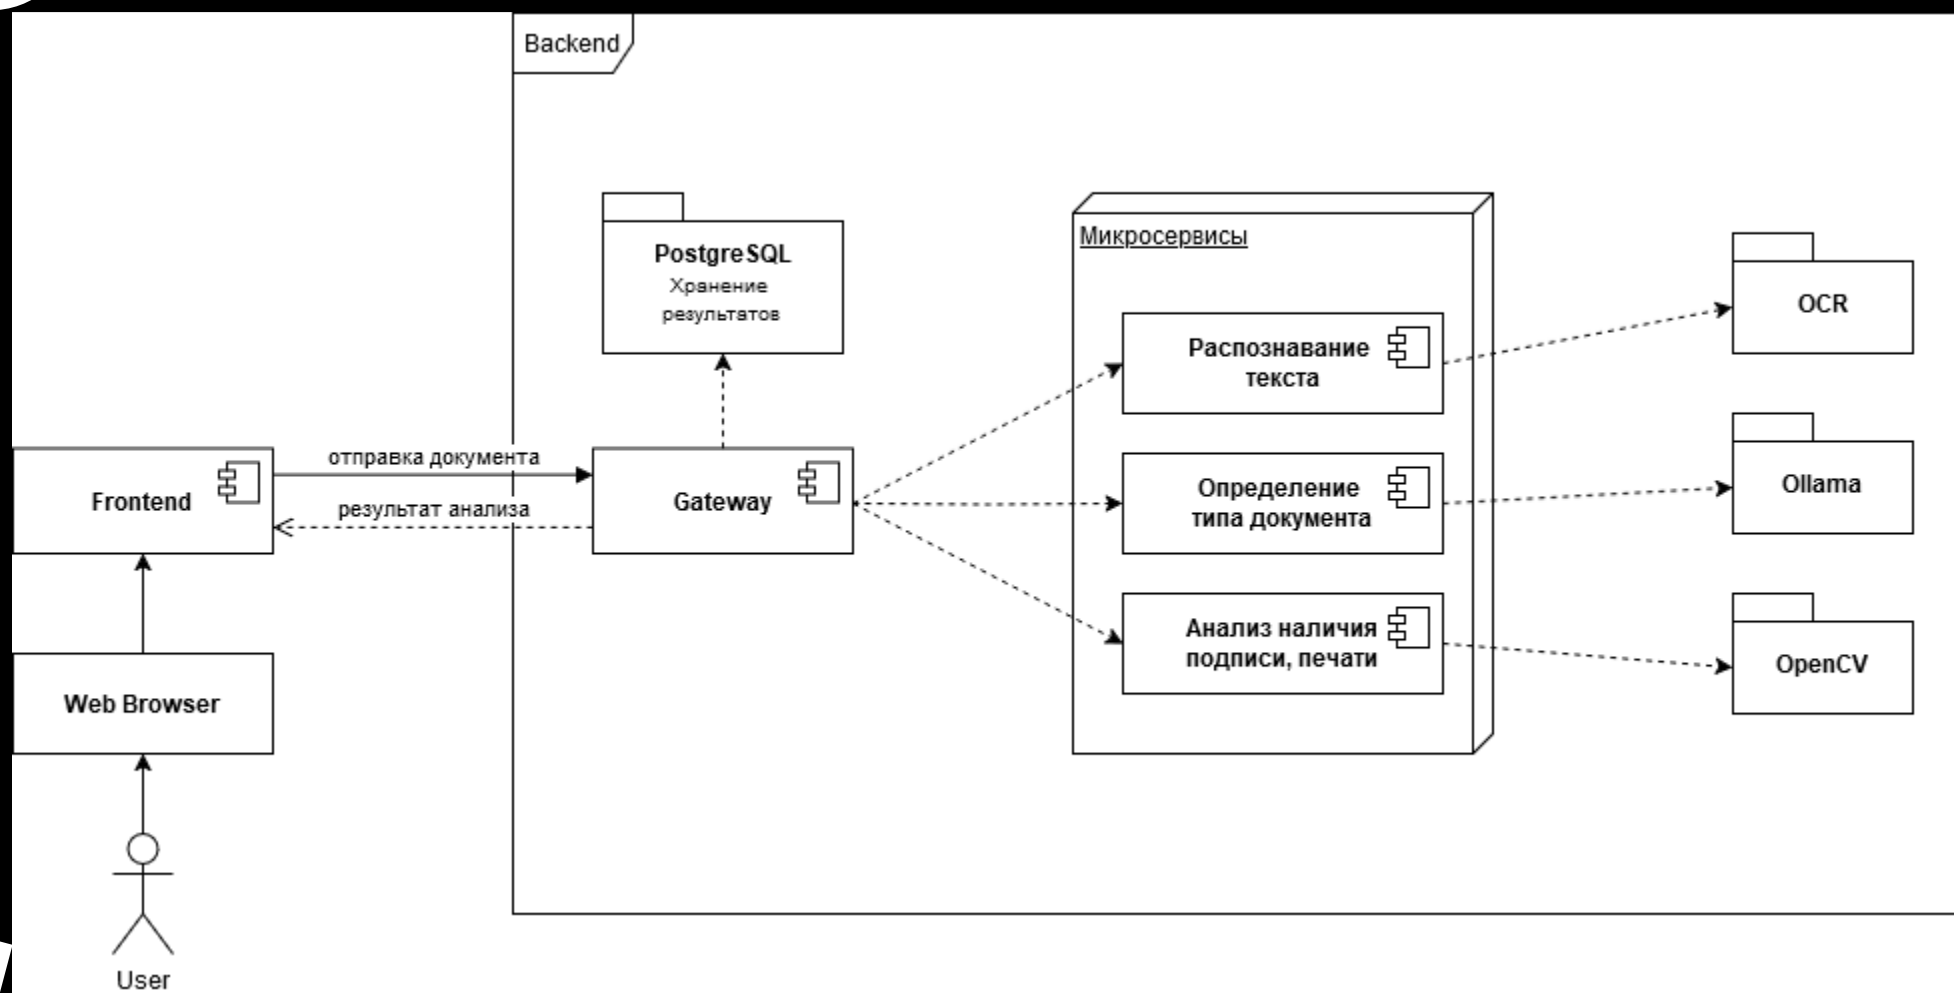 Backend
PostgreSQL
Хранение
результатов
Микросервисы
OCR
Распознавание
текста
отправка документа
Frontend
Gateway
результат анализа
Определение
типа документа
Ollama
Анализ наличия
подписи, печати
OpenCV
Web Browser
User